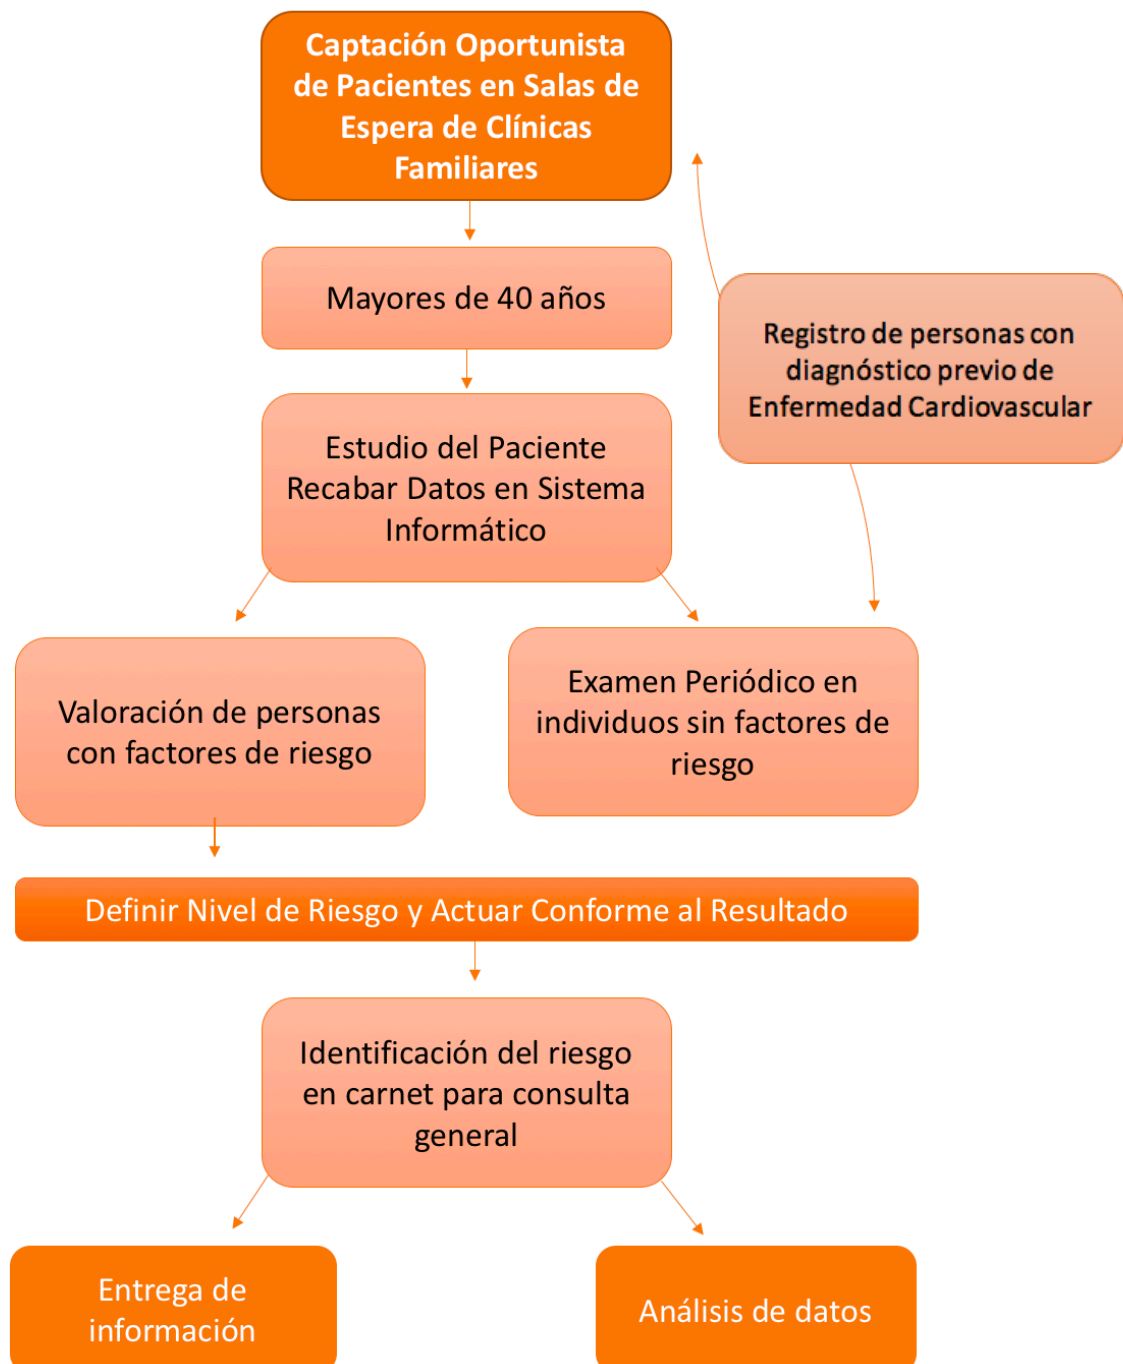 Captación Oportunista
de Pacientes en Salas de
Espera de Clínicas
Familiares
Mayores de 40 años
Registro de personas con
diagnóstico previo de
Enfermedad Cardiovascular
Estudio del Paciente
Recabar Datos en Sistema
Informático
Valoración de personas
con factores de riesgo
Examen Periódico en
individuos sin factores de
riesgo
Definir Nivel de Riesgo y Actuar Conforme al Resultado
Identificación del riesgo
en carnet para consulta
general
Entrega de
información
Análisis de datos